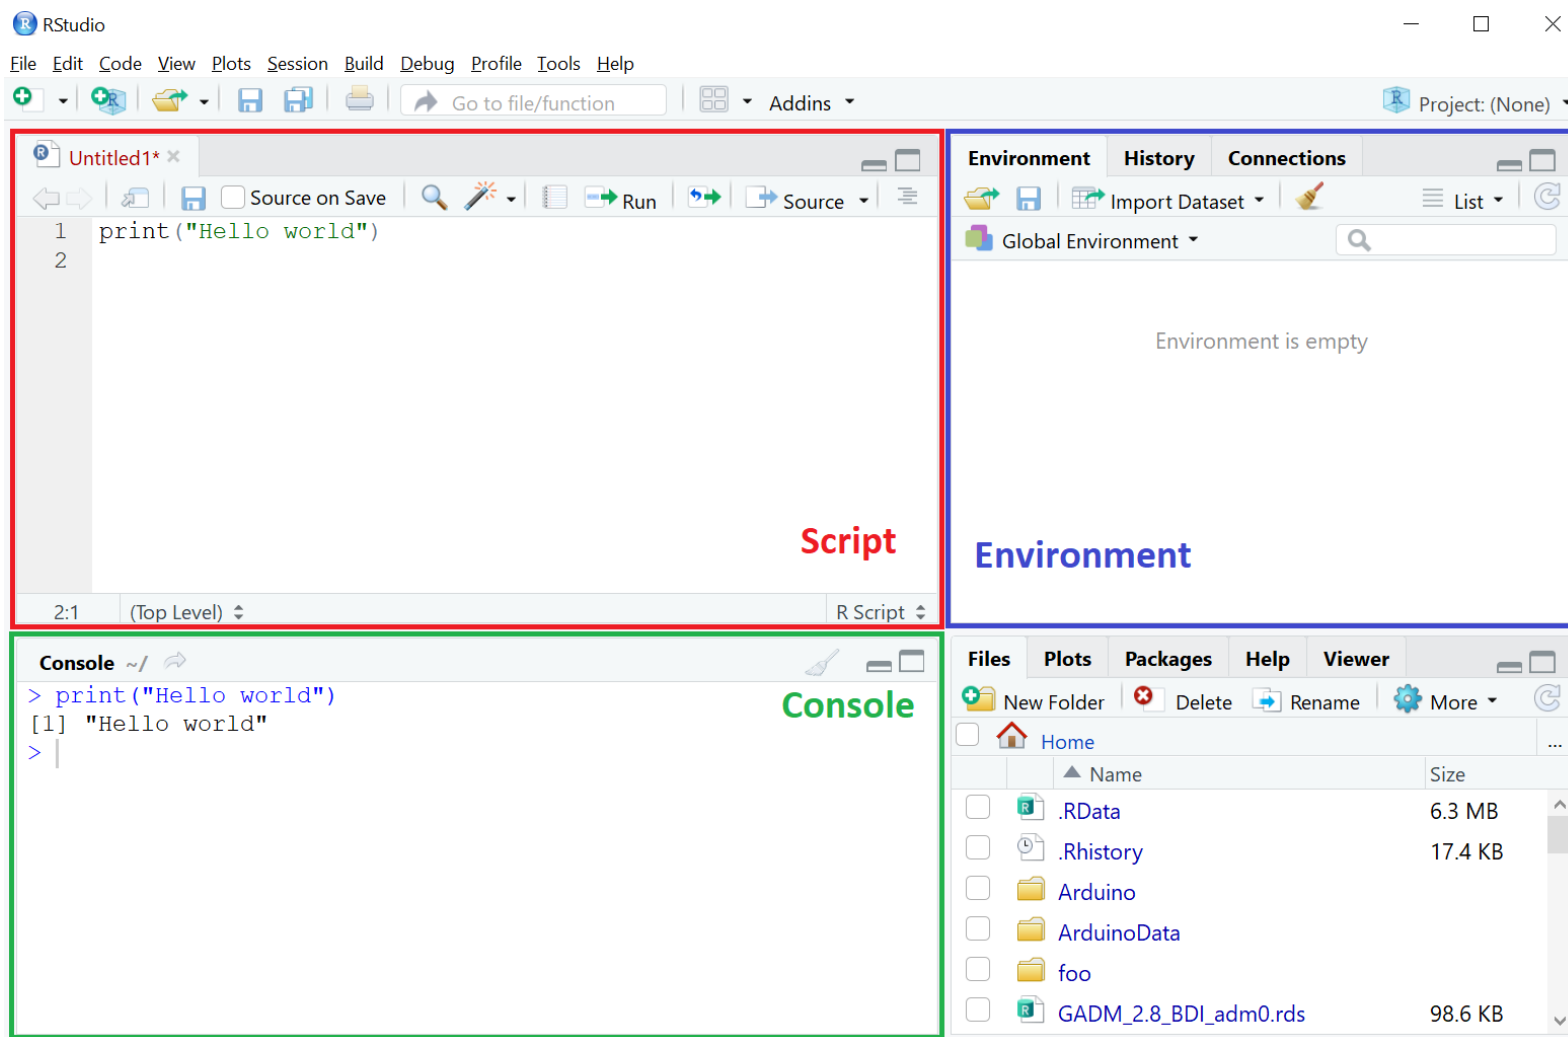 RStudio
File Edit Code View Plots Session Build Debug Profile Tools Help
Go to file/function Addins Project: (None)
Untitled1*
Source on Save Run Source
1 print("Hello world")
2
Script
2:1 (Top Level) R Script
Environment History Connections
Import Dataset List
Global Environment
Environment is empty
Environment
Console ~/
> print("Hello world")
[1] "Hello world"
>
Console
Files Plots Packages Help Viewer
New Folder Delete Rename More
Home ...
Name Size
.RData 6.3 MB
.Rhistory 17.4 KB
Arduino
ArduinoData
foo
GADM_2.8_BDI_adm0.rds 98.6 KB